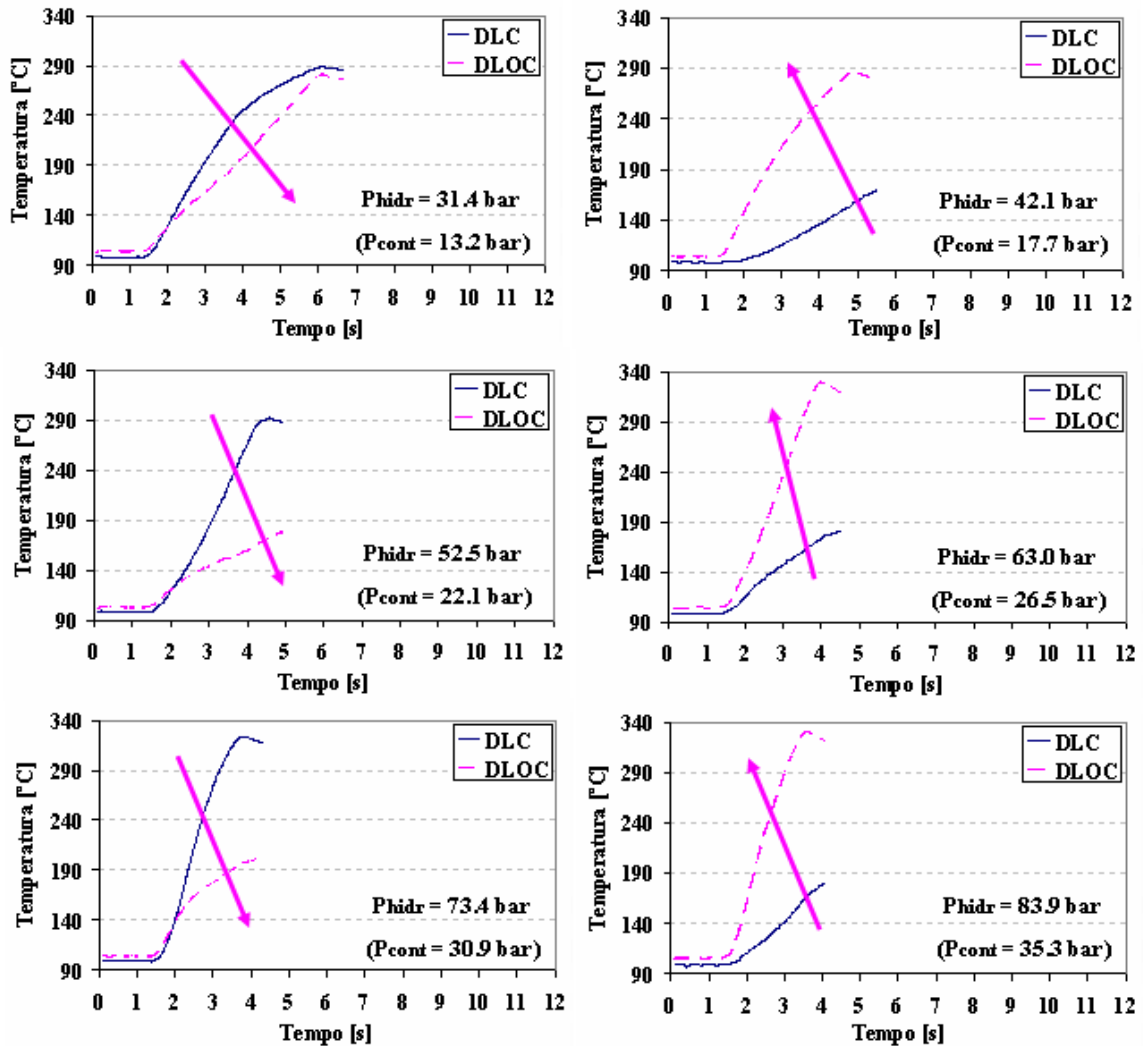 340
290
240
190
140
90
Temperatura [°C]
DLC
DLOC
Phidr = 31.4 bar
(Pcont = 13.2 bar)
0 1 2 3 4 5 6 7 8 9 10 11 12
Tempo [s]
340
290
240
190
140
90
Temperatura [°C]
DLC
DLOC
Phidr = 42.1 bar
(Pcont = 17.7 bar)
0 1 2 3 4 5 6 7 8 9 10 11 12
Tempo [s]
340
290
240
190
140
90
Temperatura [°C]
DLC
DLOC
Phidr = 52.5 bar
(Pcont = 22.1 bar)
0 1 2 3 4 5 6 7 8 9 10 11 12
Tempo [s]
340
290
240
190
140
90
Temperatura [°C]
DLC
DLOC
Phidr = 63.0 bar
(Pcont = 26.5 bar)
0 1 2 3 4 5 6 7 8 9 10 11 12
Tempo [s]
340
290
240
190
140
90
Temperatura [°C]
DLC
DLOC
Phidr = 73.4 bar
(Pcont = 30.9 bar)
0 1 2 3 4 5 6 7 8 9 10 11 12
Tempo [s]
340
290
240
190
140
90
Temperatura [°C]
DLC
DLOC
Phidr = 83.9 bar
(Pcont = 35.3 bar)
0 1 2 3 4 5 6 7 8 9 10 11 12
Tempo [s]